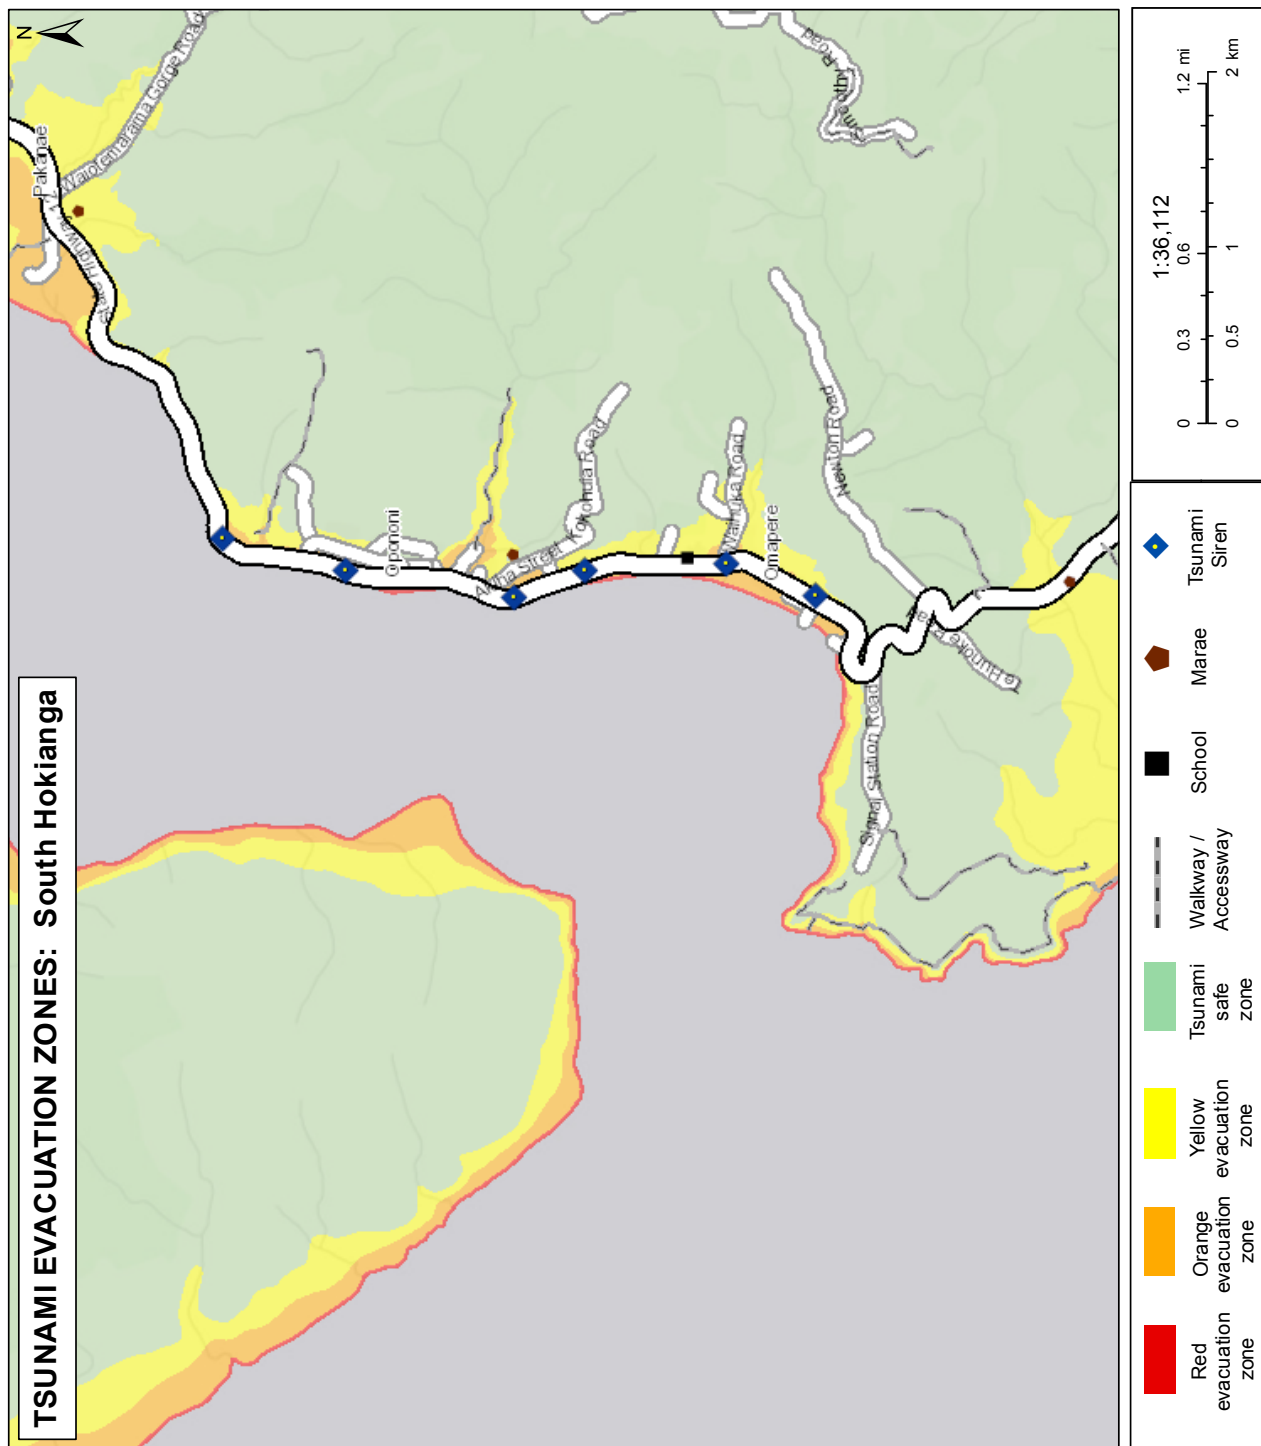 TSUNAMI EVACUATION ZONES: South Hokianga
N
Pakanae
Waiotemarama Gorge Road
State Highway 12
Opononi
Kokohuia Road
Waihuka Road
Omapere
Newton Road
Signal Station Road
1:36,112
0 0.3 0.6 1.2 mi
0 0.5 1 2 km
Red
evacuation
zone
Orange
evacuation
zone
Yellow
evacuation
zone
Tsunami
safe
zone
Walkway /
Accessway
School
Marae
Tsunami
Siren